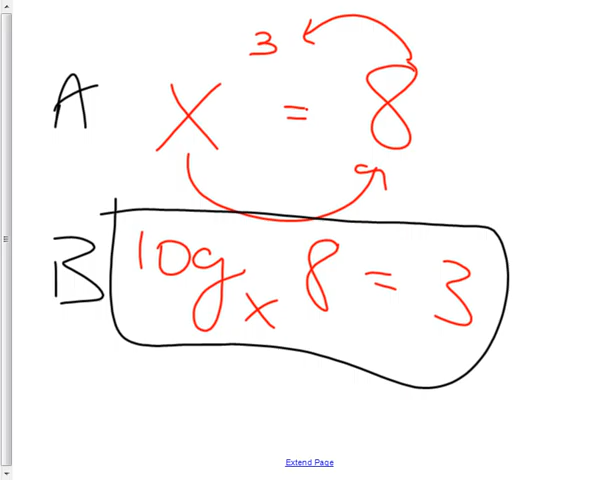 A x³ = 8
B logₓ 8 = 3
Extend Page